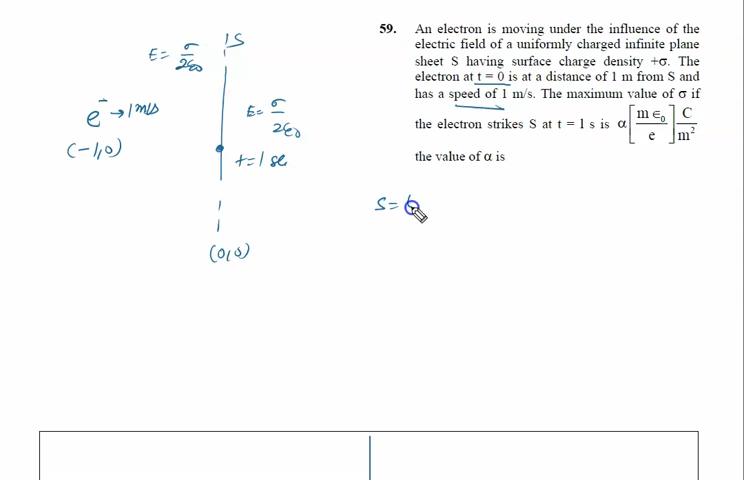 E = σ/2ε₀
S
e⁻ → 1 m/s
(-1,0)
E = σ/2ε₀
t = 1 sec
(0,0)
59. An electron is moving under the influence of the
electric field of a uniformly charged infinite plane
sheet S having surface charge density +σ. The
electron at t = 0 is at a distance of 1 m from S and
has a speed of 1 m/s. The maximum value of σ if
the electron strikes S at t = 1 s is α [m ∈₀ / e] C/m²
the value of α is
S =